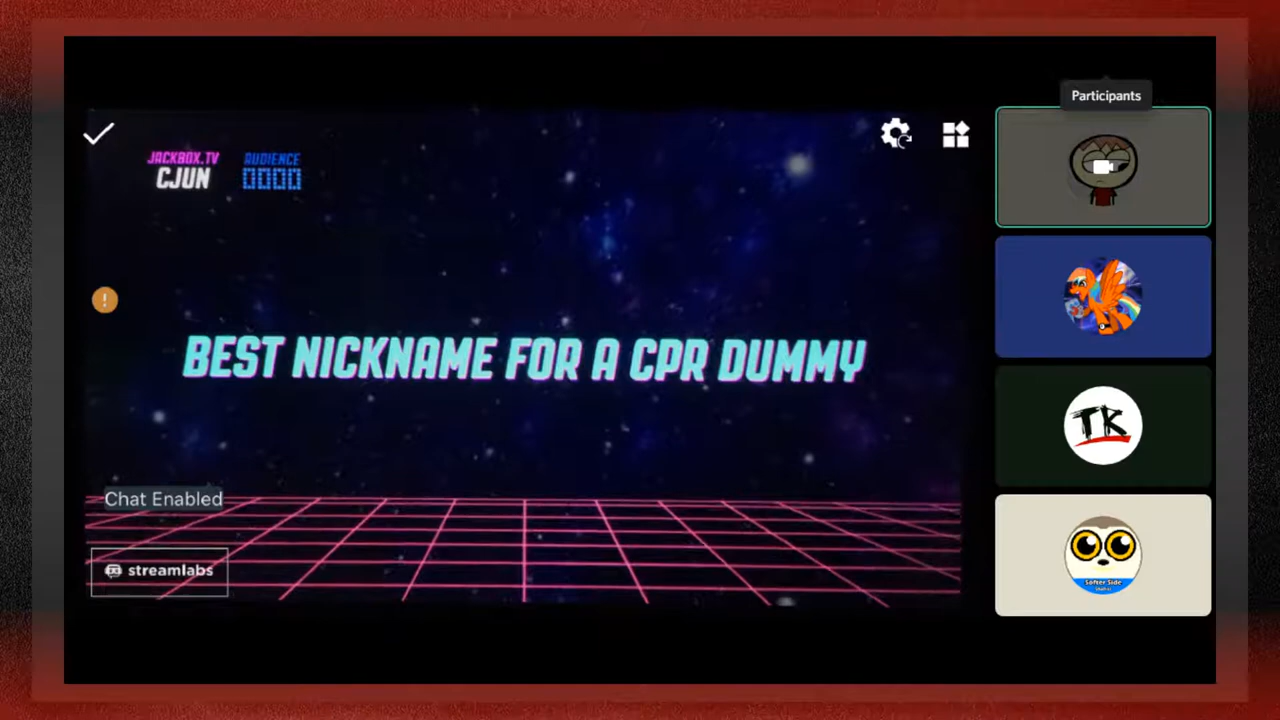 Participants
JACKBOX.TV
CJUN
AUDIENCE
0000
!
BEST NICKNAME FOR A CPR DUMMY
TK
Chat Enabled
streamlabs
Softer Side